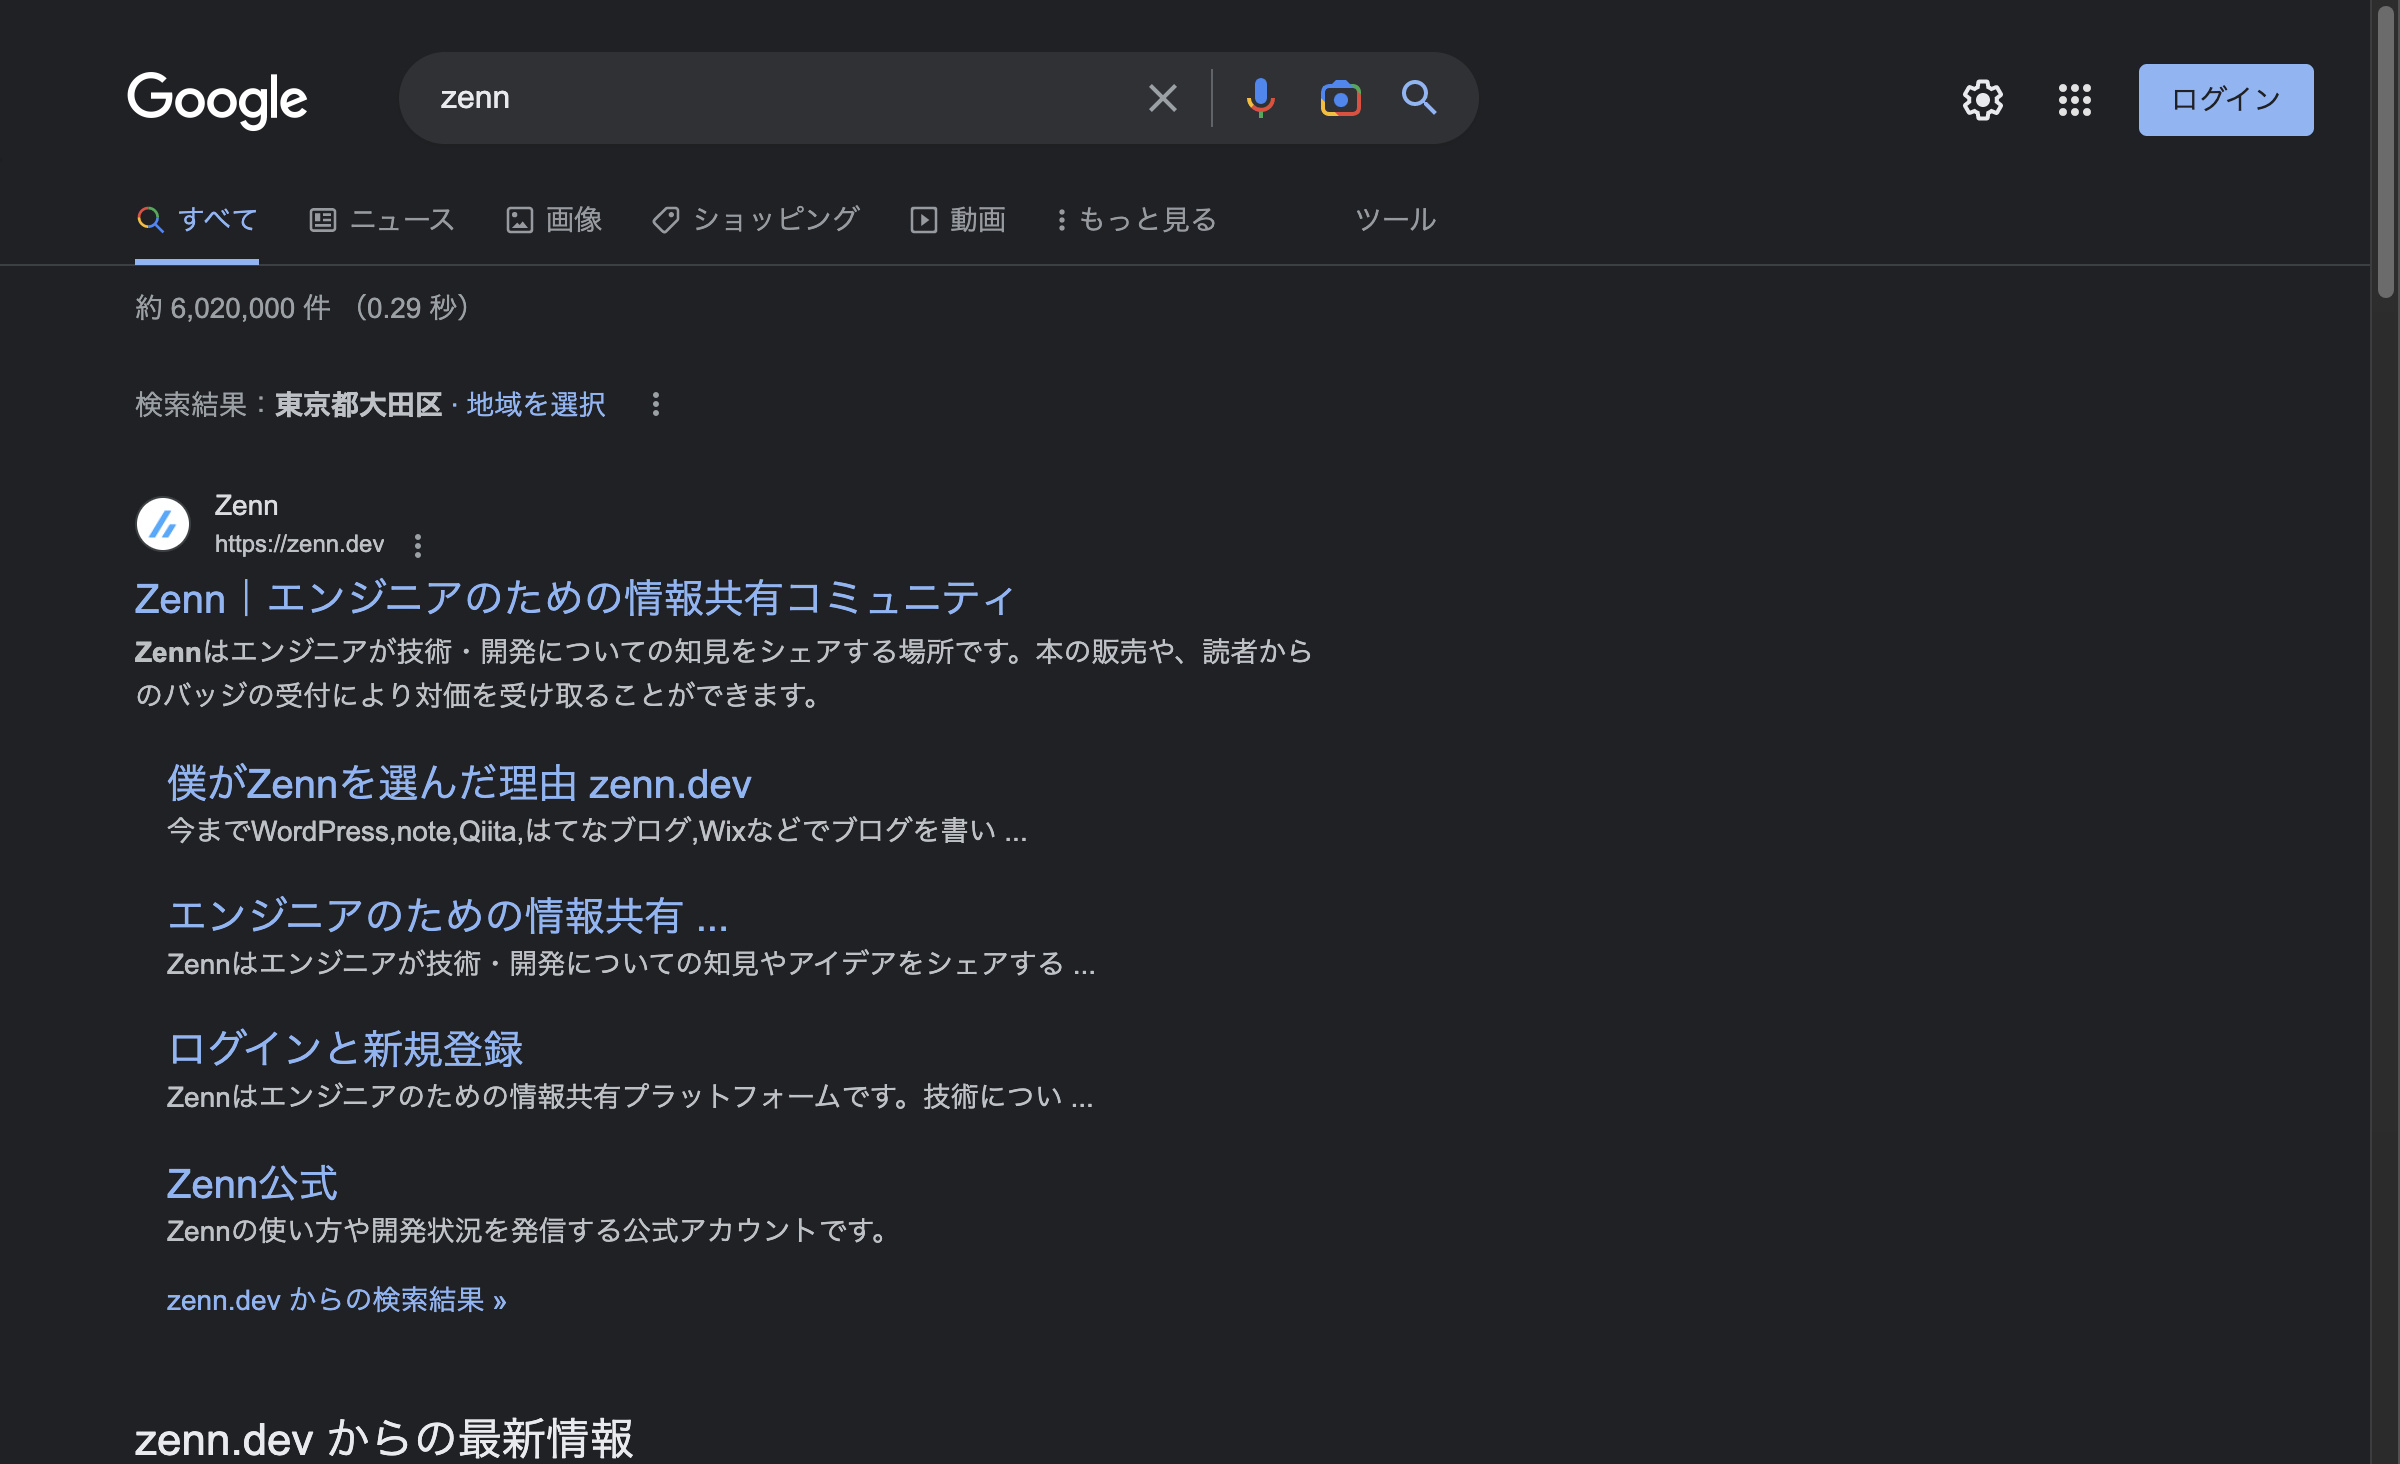 Google
zenn
ログイン
すべて ニュース 画像 ショッピング 動画 もっと見る ツール
約 6,020,000 件 （0.29 秒）
検索結果：東京都大田区 · 地域を選択
Zenn
https://zenn.dev
Zenn｜エンジニアのための情報共有コミュニティ
Zennはエンジニアが技術・開発についての知見をシェアする場所です。本の販売や、読者から
のバッジの受付により対価を受け取ることができます。
僕がZennを選んだ理由 zenn.dev
今までWordPress,note,Qiita,はてなブログ,Wixなどでブログを書い ...
エンジニアのための情報共有 ...
Zennはエンジニアが技術・開発についての知見やアイデアをシェアする ...
ログインと新規登録
Zennはエンジニアのための情報共有プラットフォームです。技術につい ...
Zenn公式
Zennの使い方や開発状況を発信する公式アカウントです。
zenn.dev からの検索結果 »
zenn.dev からの最新情報